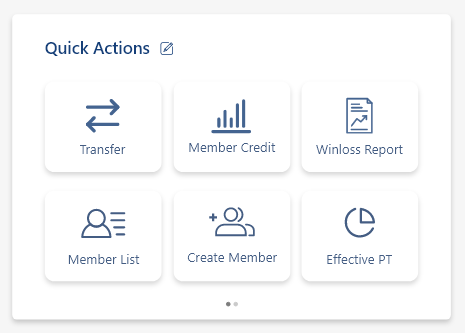 Quick Actions
Transfer
Member Credit
Winloss Report
Member List
Create Member
Effective PT